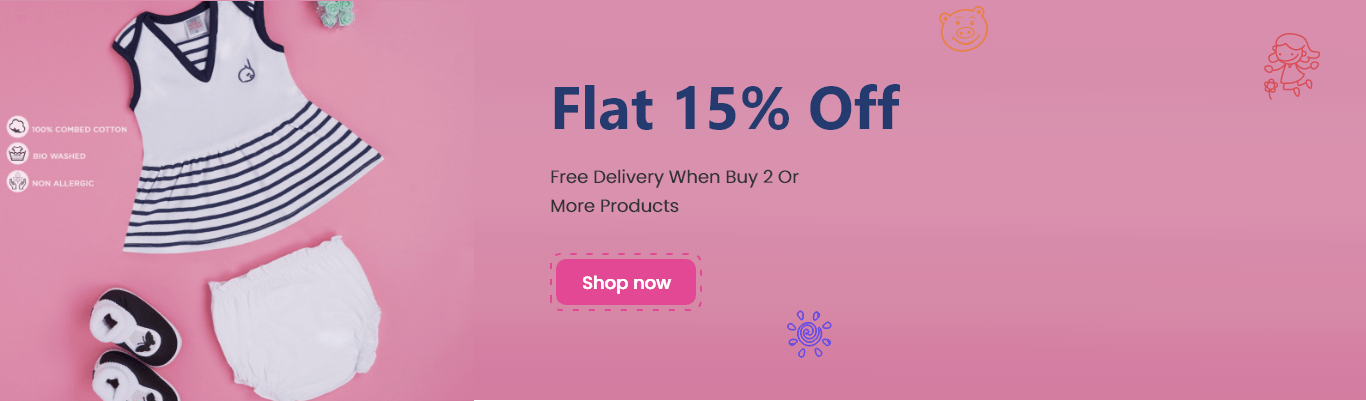 100% COMBED COTTON
BIO WASHED
NON ALLERGIC
Flat 15% Off
Free Delivery When Buy 2 Or
More Products
Shop now